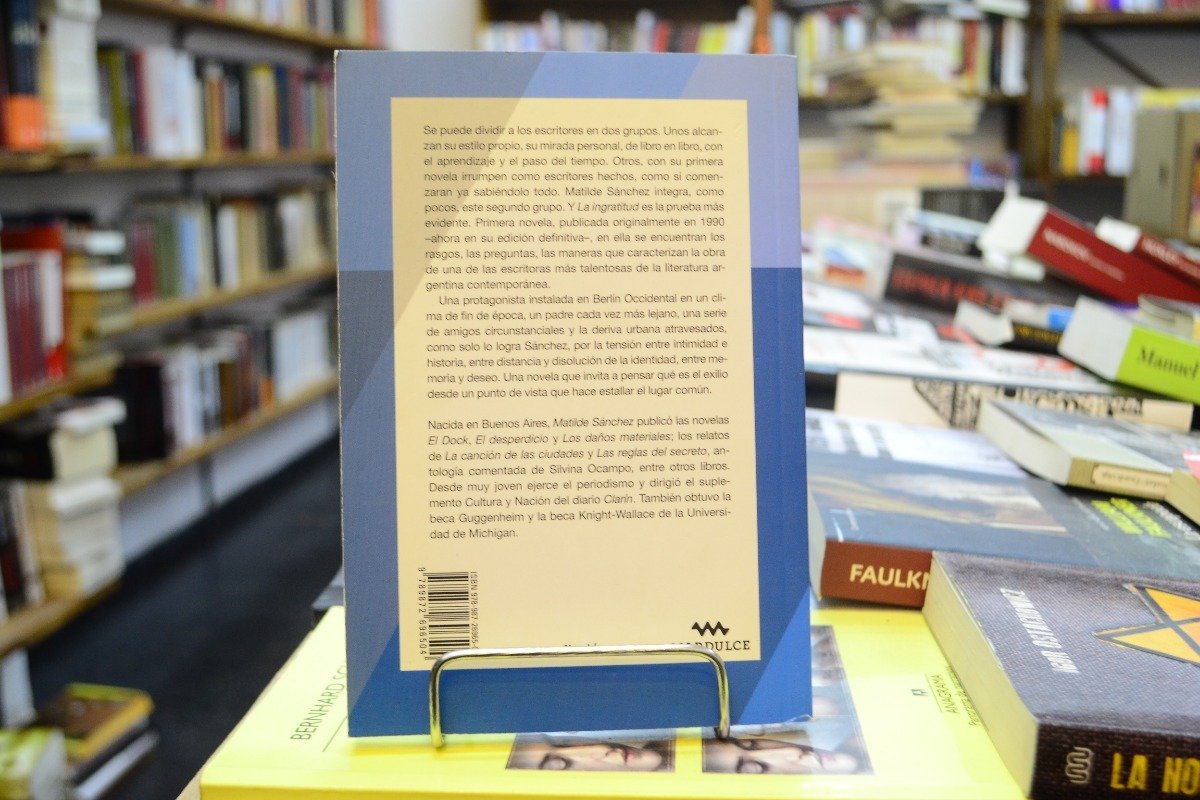 Se puede dividir a los escritores en dos grupos. Unos alcan-
zan su estilo propio, su mirada personal, de libro en libro, con
el aprendizaje y el paso del tiempo. Otros, con su primera
novela irrumpen como escritores hechos, como si comen-
zaran ya sabiéndolo todo. Matilde Sánchez integra, como
pocos, este segundo grupo. Y La ingratitud es la prueba más
evidente. Primera novela, publicada originalmente en 1990
–ahora en su edición definitiva–, en ella se encuentran los
rasgos, las preguntas, las maneras que caracterizan la obra
de una de las escritoras más talentosas de la literatura ar-
gentina contemporánea.
Una protagonista instalada en Berlín Occidental en un cli-
ma de fin de época, un padre cada vez más lejano, una serie
de amigos circunstanciales y la deriva urbana atravesados,
como solo lo logra Sánchez, por la tensión entre intimidad e
historia, entre distancia y disolución de la identidad, entre me-
moria y deseo. Una novela que invita a pensar qué es el exilio
desde un punto de vista que hace estallar el lugar común.
Nacida en Buenos Aires, Matilde Sánchez publicó las novelas
El Dock, El desperdicio y Los daños materiales; los relatos
de La canción de las ciudades y Las reglas del secreto, an-
tología comentada de Silvina Ocampo, entre otros libros.
Desde muy joven ejerce el periodismo y dirigió el suple-
mento Cultura y Nación del diario Clarín. También obtuvo la
beca Guggenheim y la beca Knight-Wallace de la Universi-
dad de Michigan.
9789872696504
BERNHARD
ANAGRAMA
Manuel
FAULKN
LA NO